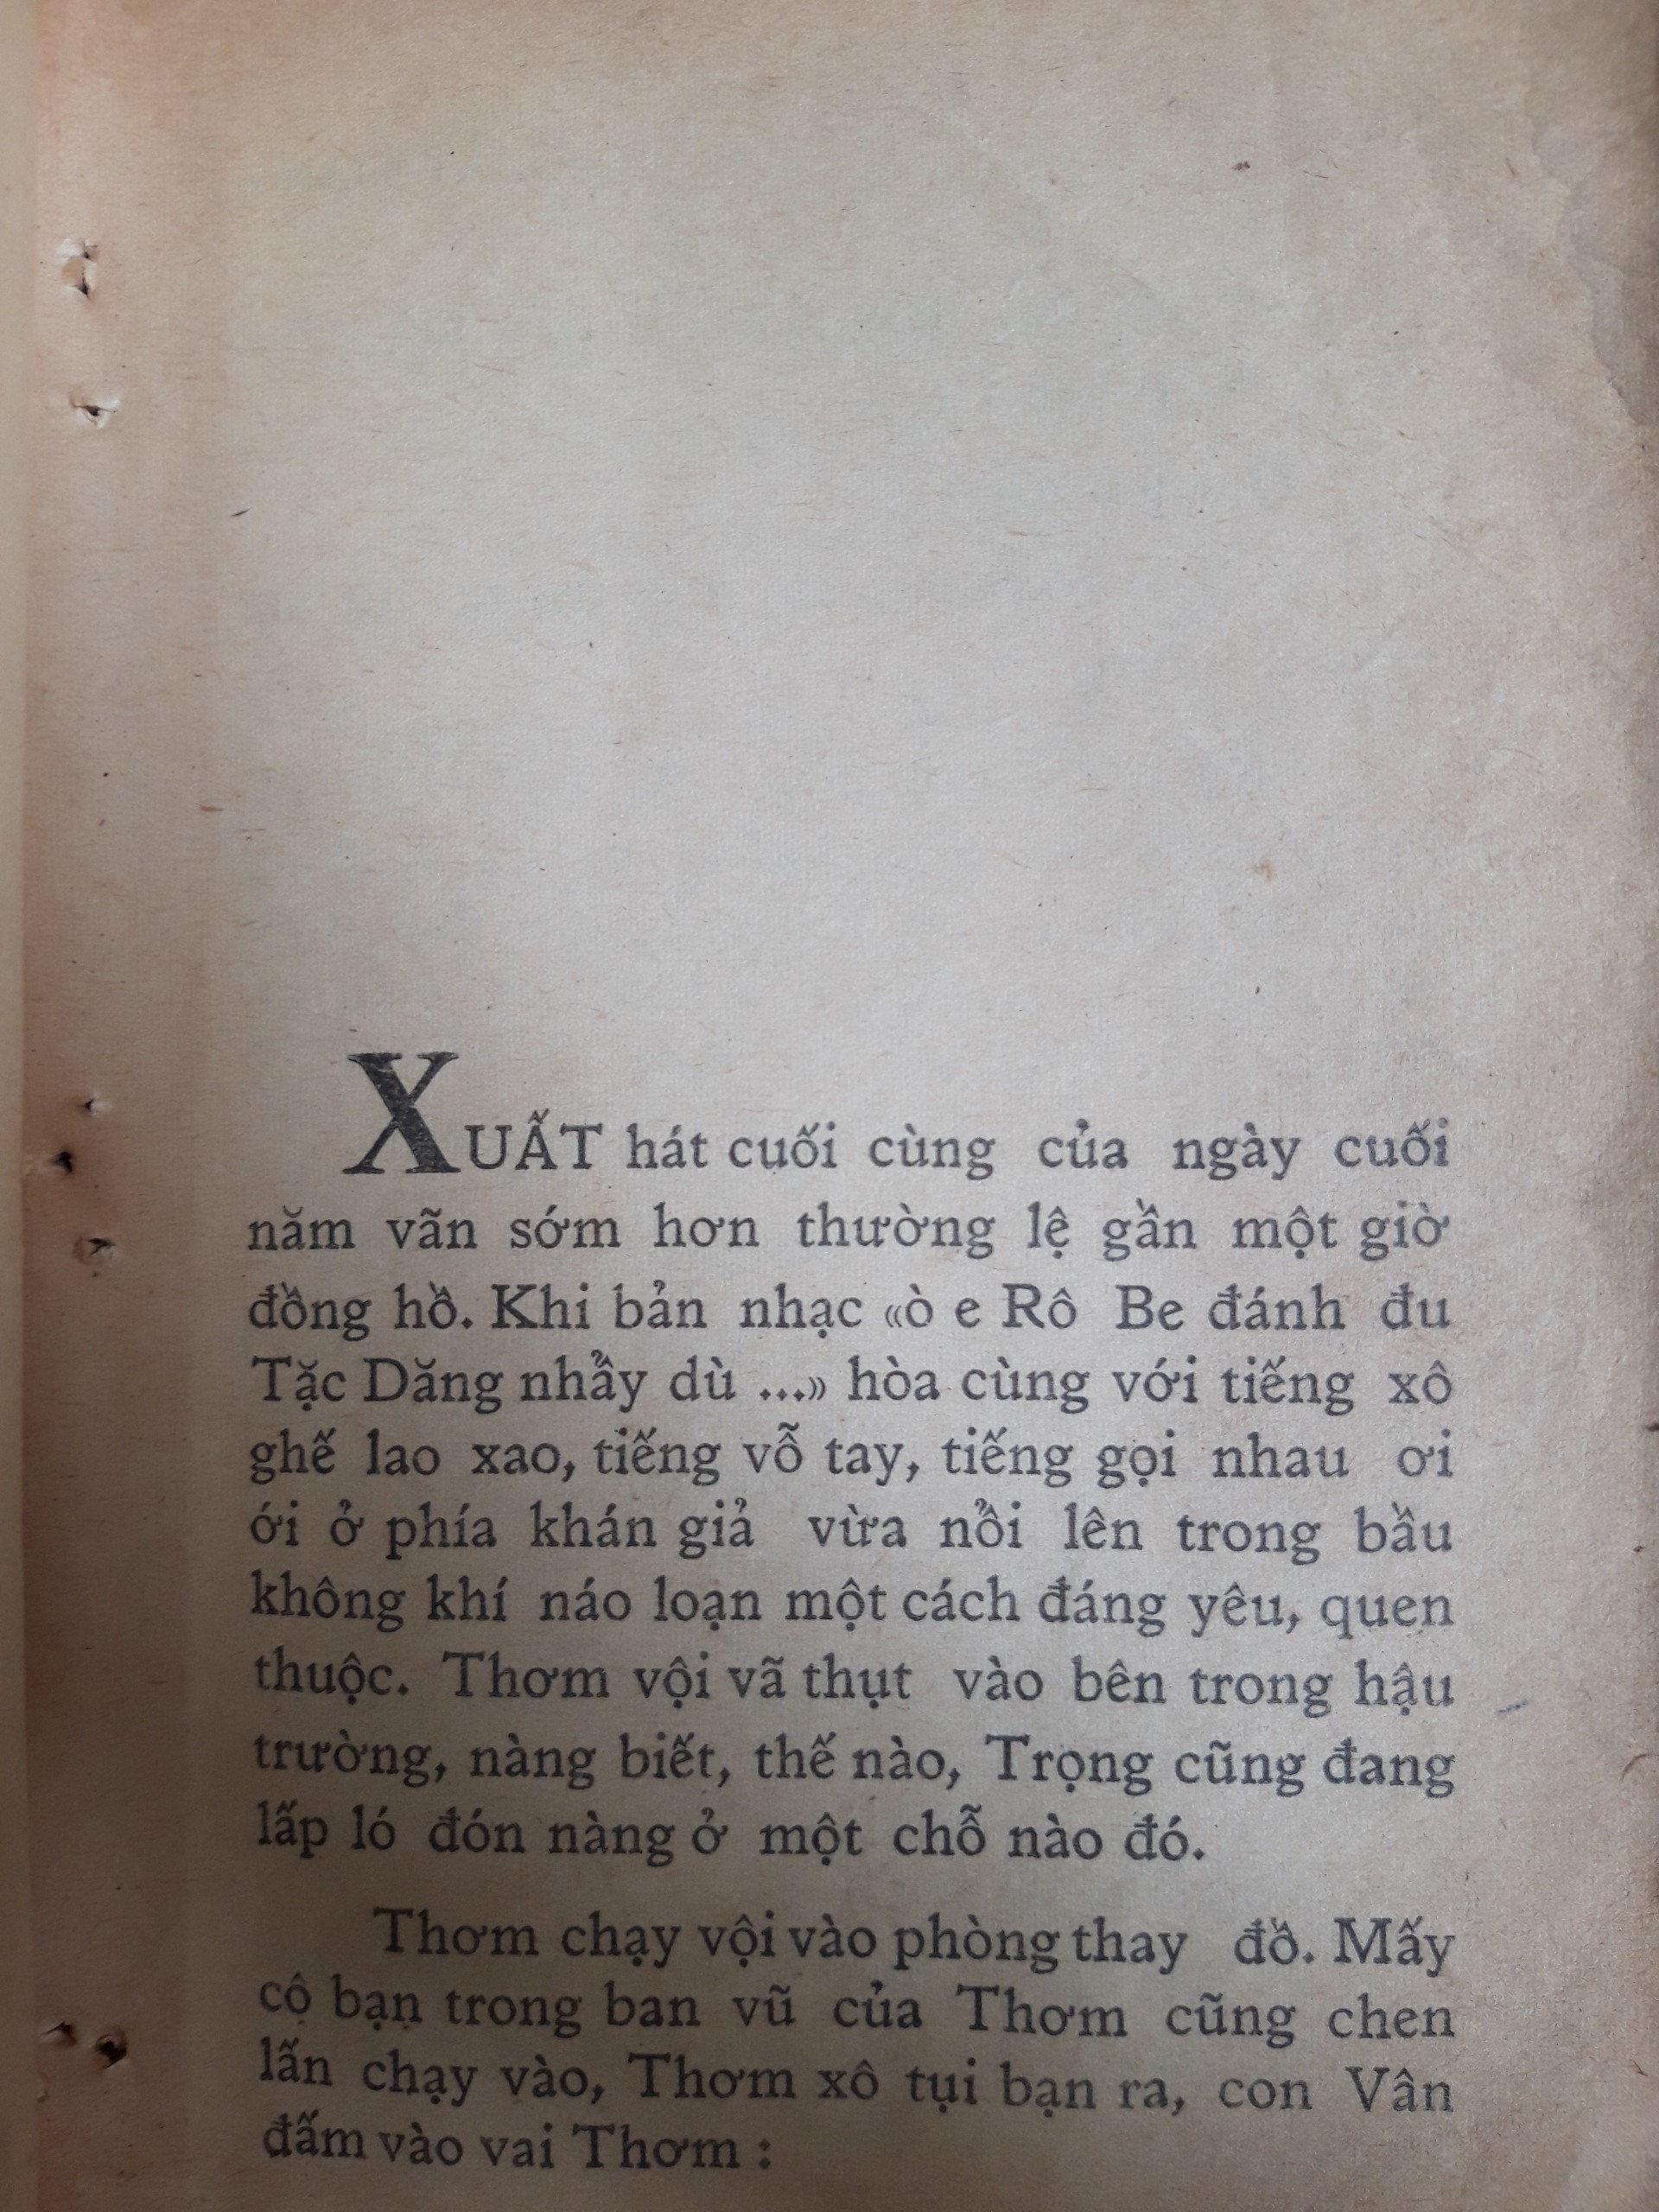 XUẤT hát cuối cùng của ngày cuối
năm vãn sớm hơn thường lệ gần một giờ
đồng hồ. Khi bản nhạc «ò e Rô Be đánh đu
Tặc Dăng nhẩy dù ...» hòa cùng với tiếng xô
ghế lao xao, tiếng vỗ tay, tiếng gọi nhau ơi
ới ở phía khán giả vừa nổi lên trong bầu
không khí náo loạn một cách đáng yêu, quen
thuộc. Thơm vội vã thụt vào bên trong hậu
trường, nàng biết, thế nào, Trọng cũng đang
lấp ló đón nàng ở một chỗ nào đó.
Thơm chạy vội vào phòng thay đồ. Mấy
cô bạn trong ban vũ của Thơm cũng chen
lấn chạy vào, Thơm xô tụi bạn ra, con Vân
đấm vào vai Thơm :